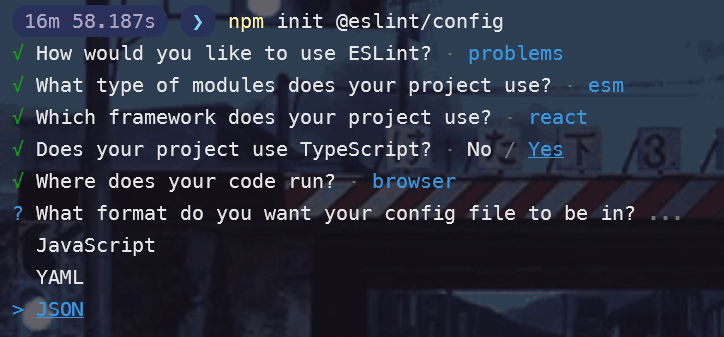 16m 58.187s ❯ npm init @eslint/config
√ How would you like to use ESLint? · problems
√ What type of modules does your project use? · esm
√ Which framework does your project use? · react
√ Does your project use TypeScript? · No / Yes
√ Where does your code run? · browser
? What format do you want your config file to be in? ...
JavaScript
YAML
> JSON